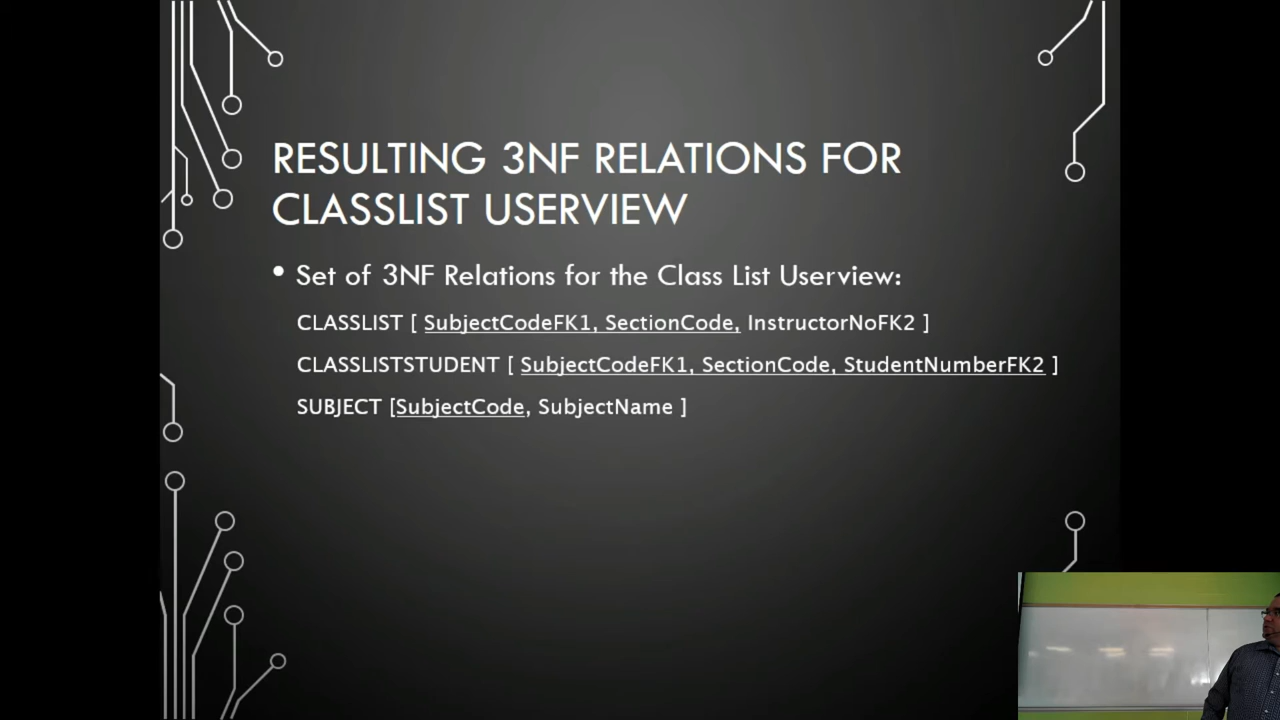 RESULTING 3NF RELATIONS FOR
CLASSLIST USERVIEW
• Set of 3NF Relations for the Class List Userview:
CLASSLIST [ SubjectCodeFK1, SectionCode, InstructorNoFK2 ]
CLASSLISTSTUDENT [ SubjectCodeFK1, SectionCode, StudentNumberFK2 ]
SUBJECT [SubjectCode, SubjectName ]